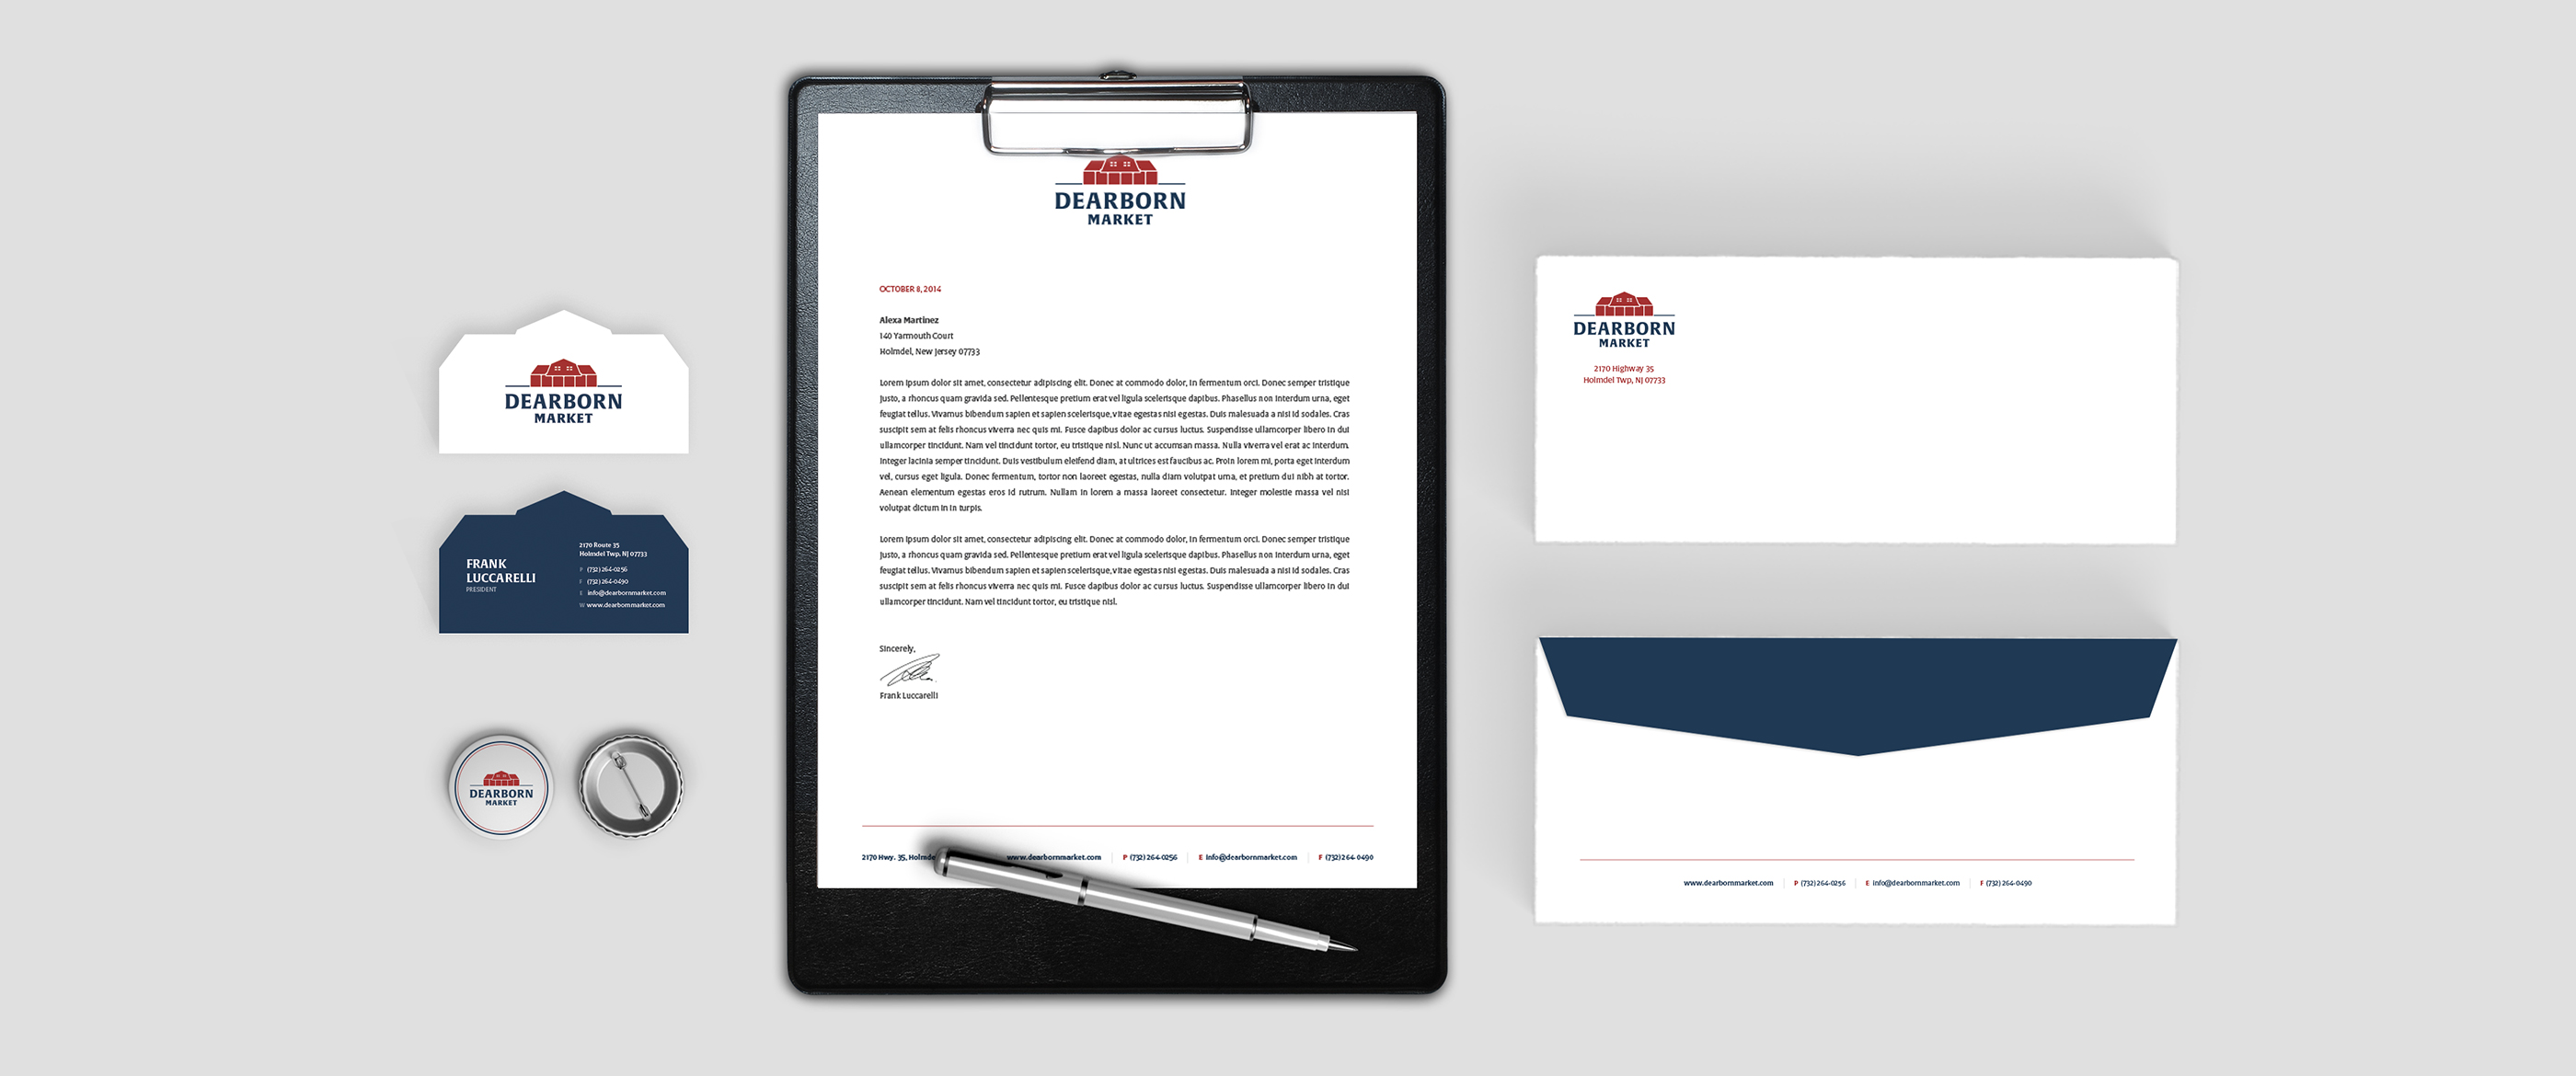 DEARBORN
MARKET
FRANK
LUCCARELLI
PRESIDENT
2170 Route 35
Holmdel Twp, NJ 07733
P (732) 264-0256
F (732) 264-0490
E info@dearbornmarket.com
W www.dearbornmarket.com
DEARBORN
MARKET
DEARBORN
MARKET
OCTOBER 8, 2014
Alexa Martinez
140 Yarmouth Court
Holmdel, New Jersey 07733
Lorem ipsum dolor sit amet, consectetur adipiscing elit. Donec at commodo dolor, in fermentum orci. Donec semper tristique
justo, a rhoncus quam gravida sed. Pellentesque pretium erat vel ligula scelerisque dapibus. Phasellus non interdum urna, eget
feugiat tellus. Vivamus bibendum sapien et sapien scelerisque, vitae egestas nisi egestas. Duis malesuada a nisi id sodales. Cras
suscipit sem at felis rhoncus viverra nec quis mi. Fusce dapibus dolor ac cursus luctus. Suspendisse ullamcorper libero in dui
ullamcorper tincidunt. Nam vel tincidunt tortor, eu tristique nisl. Nunc ut accumsan massa. Nulla viverra vel erat ac interdum.
Integer lacinia semper tincidunt. Duis vestibulum eleifend diam, at ultrices est faucibus ac. Proin lorem mi, porta eget interdum
vel, cursus eget ligula. Donec fermentum, tortor non laoreet egestas, nulla diam volutpat urna, et pretium dui nibh at tortor.
Aenean elementum egestas eros id rutrum. Nullam in lorem a massa laoreet consectetur. Integer molestie massa vel nisi
volutpat dictum in in turpis.
Lorem ipsum dolor sit amet, consectetur adipiscing elit. Donec at commodo dolor, in fermentum orci. Donec semper tristique
justo, a rhoncus quam gravida sed. Pellentesque pretium erat vel ligula scelerisque dapibus. Phasellus non interdum urna, eget
feugiat tellus. Vivamus bibendum sapien et sapien scelerisque, vitae egestas nisi egestas. Duis malesuada a nisi id sodales. Cras
suscipit sem at felis rhoncus viverra nec quis mi. Fusce dapibus dolor ac cursus luctus. Suspendisse ullamcorper libero in dui
ullamcorper tincidunt. Nam vel tincidunt tortor, eu tristique nisl.
Sincerely,
Frank Luccarelli
2170 Hwy. 35, Holmde www.dearbornmarket.com P (732) 264-0256 E info@dearbornmarket.com F (732) 264-0490
DEARBORN
MARKET
2170 Highway 35
Holmdel Twp, NJ 07733
www.dearbornmarket.com P (732) 264-0256 E info@dearbornmarket.com F (732) 264-0490